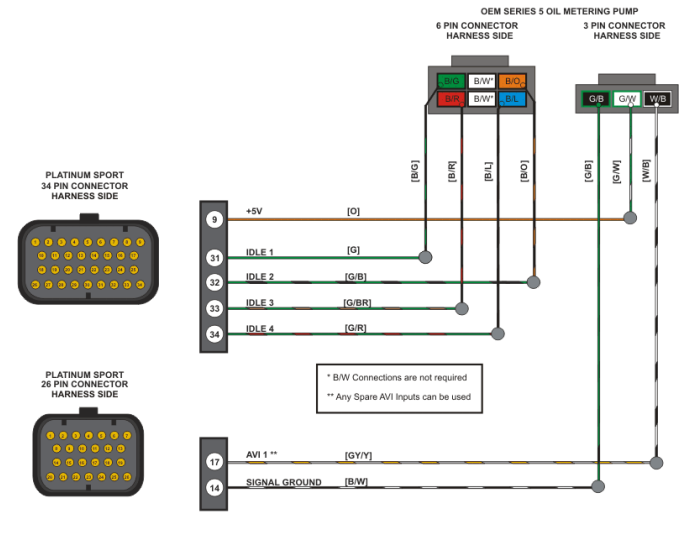 OEM SERIES 5 OIL METERING PUMP
6 PIN CONNECTOR
HARNESS SIDE
3 PIN CONNECTOR
HARNESS SIDE
B/G B/W* B/O
B/R B/W* B/L
G/B G/W W/B
[B/G] [B/R] [B/L] [B/O] [G/B] [G/W] [W/B]
PLATINUM SPORT
34 PIN CONNECTOR
HARNESS SIDE
9 +5V [O]
31 IDLE 1 [G]
32 IDLE 2 [G/B]
33 IDLE 3 [G/BR]
34 IDLE 4 [G/R]
* B/W Connections are not required
** Any Spare AVI Inputs can be used
PLATINUM SPORT
26 PIN CONNECTOR
HARNESS SIDE
17 AVI 1 ** [GY/Y]
14 SIGNAL GROUND [B/W]